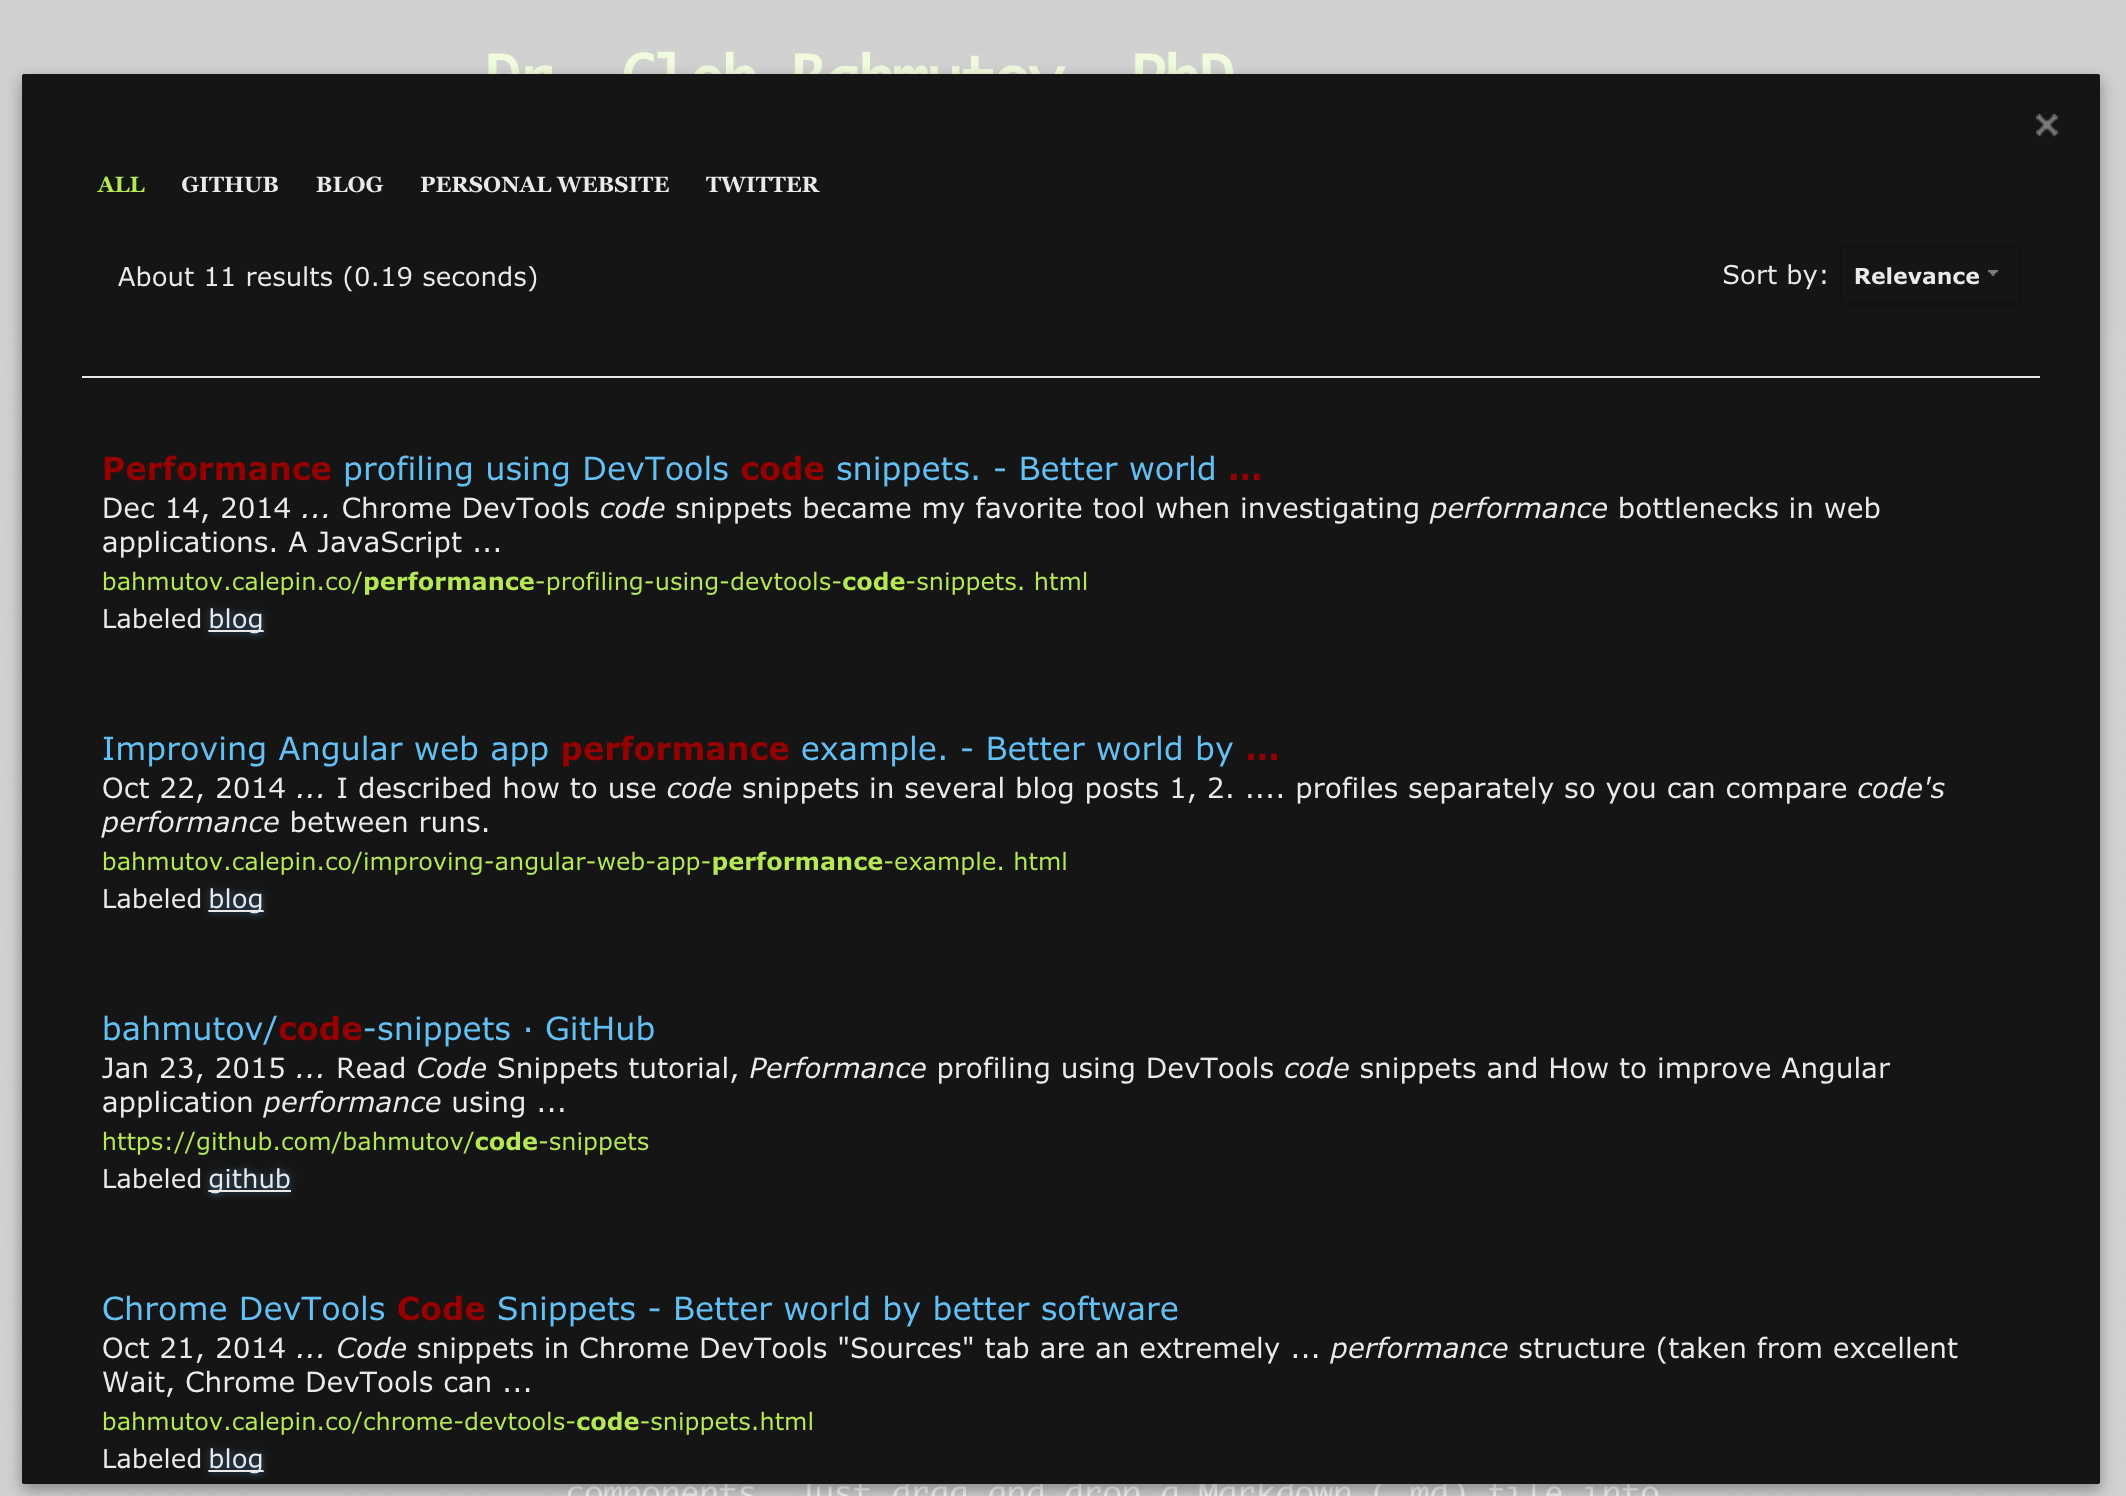 Dr. Gleb Bahmutov, PhD
ALL GITHUB BLOG PERSONAL WEBSITE TWITTER
About 11 results (0.19 seconds)
Sort by: Relevance
Performance profiling using DevTools code snippets. - Better world ...
Dec 14, 2014 ... Chrome DevTools code snippets became my favorite tool when investigating performance bottlenecks in web
applications. A JavaScript ...
bahmutov.calepin.co/performance-profiling-using-devtools-code-snippets. html
Labeled blog
Improving Angular web app performance example. - Better world by ...
Oct 22, 2014 ... I described how to use code snippets in several blog posts 1, 2. .... profiles separately so you can compare code's
performance between runs.
bahmutov.calepin.co/improving-angular-web-app-performance-example. html
Labeled blog
bahmutov/code-snippets · GitHub
Jan 23, 2015 ... Read Code Snippets tutorial, Performance profiling using DevTools code snippets and How to improve Angular
application performance using ...
https://github.com/bahmutov/code-snippets
Labeled github
Chrome DevTools Code Snippets - Better world by better software
Oct 21, 2014 ... Code snippets in Chrome DevTools "Sources" tab are an extremely ... performance structure (taken from excellent
Wait, Chrome DevTools can ...
bahmutov.calepin.co/chrome-devtools-code-snippets.html
Labeled blog
components. Just drag and drop a Markdown (.md) file into